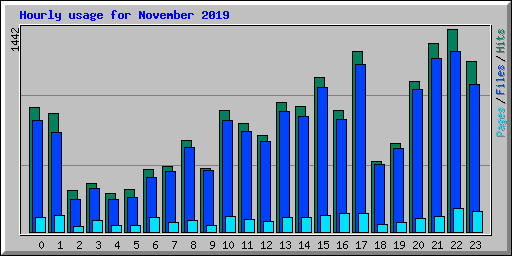 Hourly usage for November 2019
1442
Pages/Files/Hits
0 1 2 3 4 5 6 7 8 9 10 11 12 13 14 15 16 17 18 19 20 21 22 23